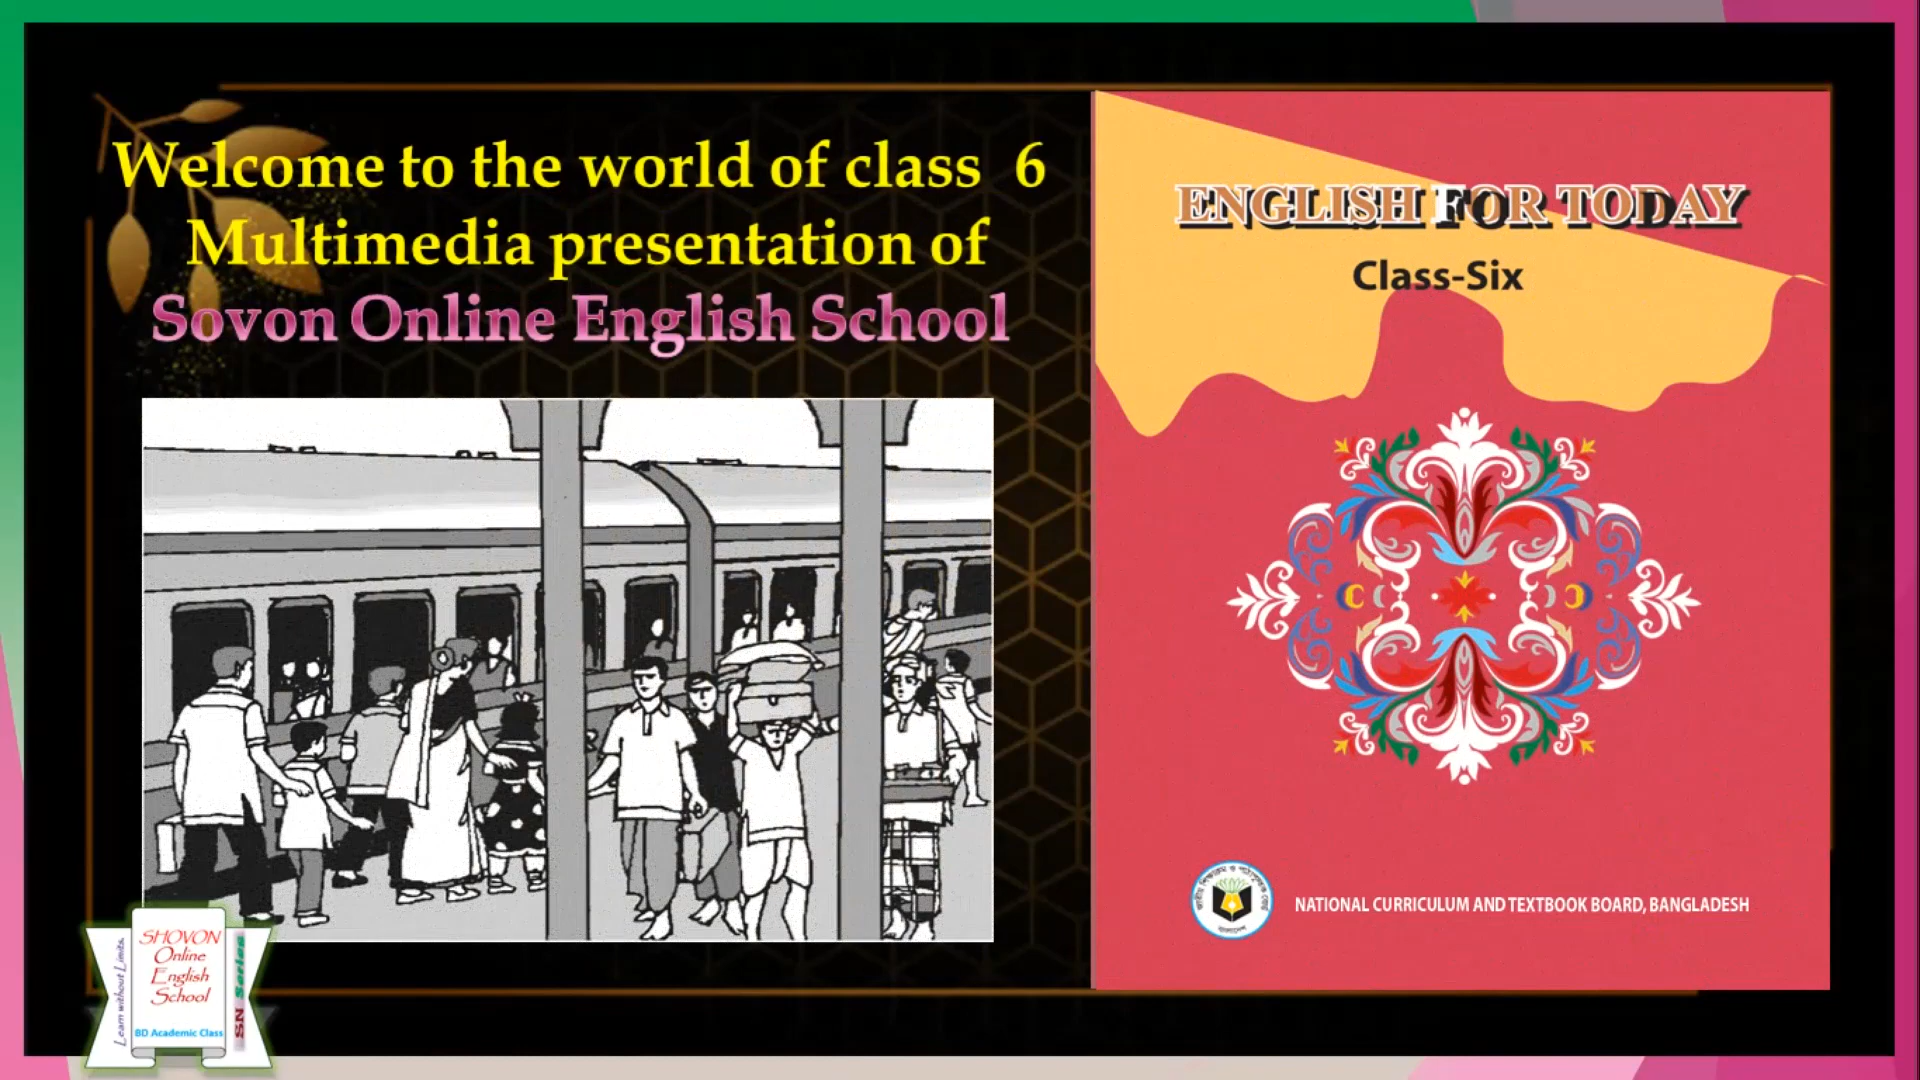 Welcome to the world of class 6
Multimedia presentation of
Sovon Online English School
ENGLISH FOR TODAY
Class-Six
NATIONAL CURRICULUM AND TEXTBOOK BOARD, BANGLADESH
Learn without Limits.
SHOVON
Online
English
School
BD Academic Class
SN Series